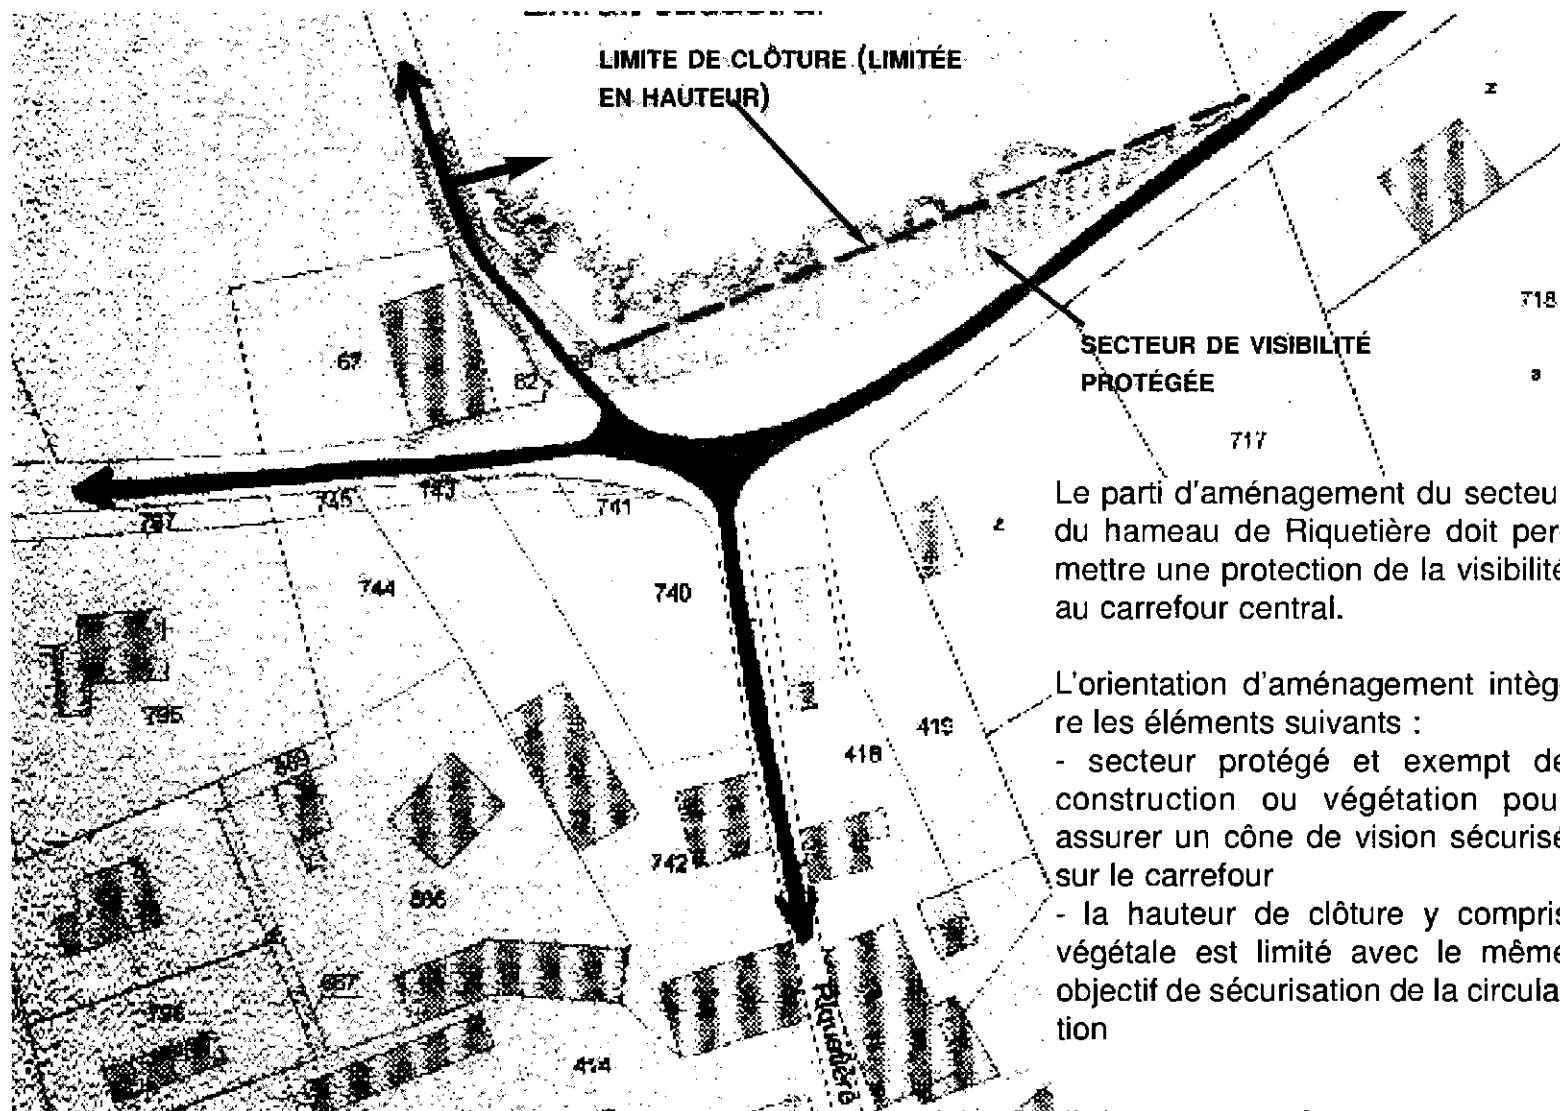 LIMITE DE CLÔTURE (LIMITÉE
EN HAUTEUR)
SECTEUR DE VISIBILITÉ
PROTÉGÉE
718
717
67
62
745
743
741
744
740
795
419
418
742
414
Le parti d'aménagement du secteu
du hameau de Riquetière doit per-
mettre une protection de la visibilité
au carrefour central.
L'orientation d'aménagement intèg-
re les éléments suivants :
- secteur protégé et exempt de
construction ou végétation pou
assurer un cône de vision sécurisé
sur le carrefour
- la hauteur de clôture y compris
végétale est limité avec le même
objectif de sécurisation de la circula
tion